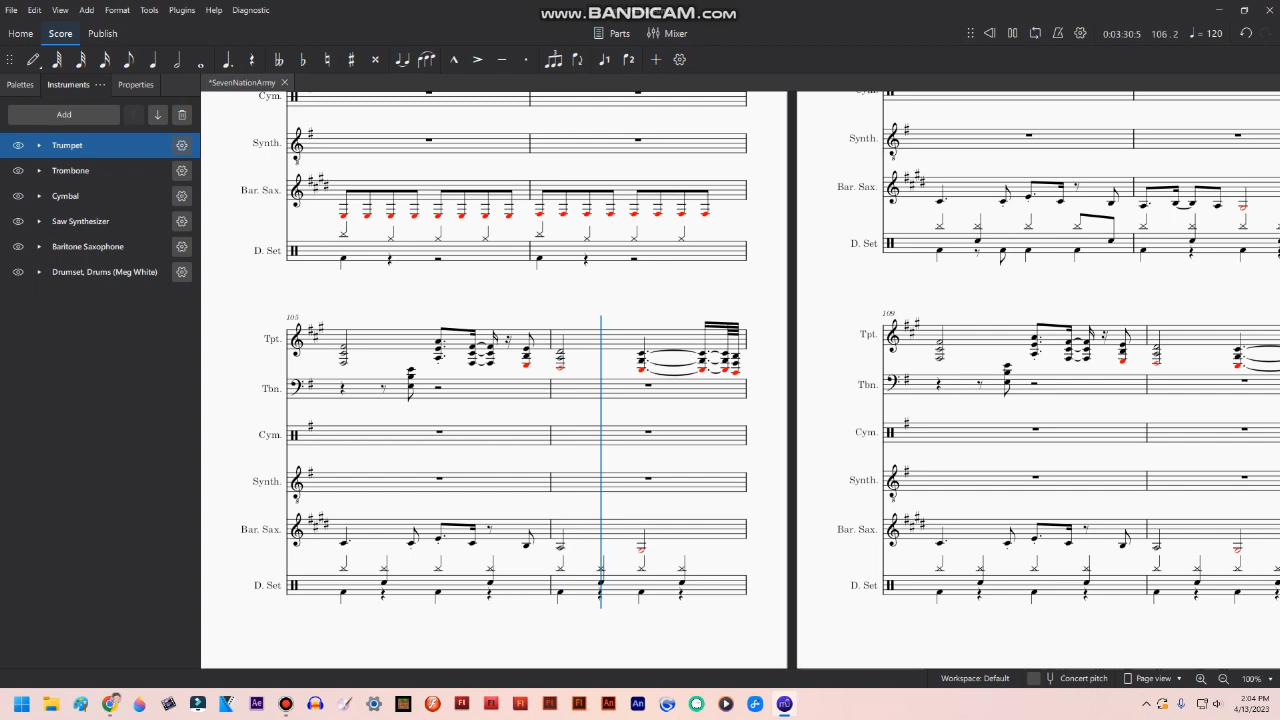 File Edit View Add Format Tools Plugins Help Diagnostic
www.BANDICAM.com
Home Score Publish
Parts Mixer
0:03:30:5 106 . 2 = 120
Palettes Instruments Properties
*SevenNationArmy
Add
Trumpet
Trombone
Cymbal
Saw Synthesizer
Baritone Saxophone
Drumset, Drums (Meg White)
Cym.
Synth.
Bar. Sax.
D. Set
105
Tpt.
Tbn.
Cym.
Synth.
Bar. Sax.
D. Set
Synth.
Bar. Sax.
D. Set
109
Tpt.
Tbn.
Cym.
Synth.
Bar. Sax.
D. Set
Workspace: Default Concert pitch Page view 100%
2:04 PM
4/13/2023